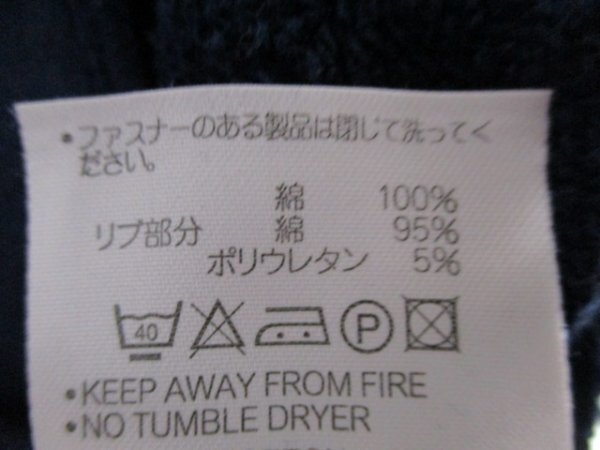 ・ファスナーのある製品は閉じて洗ってく
ださい。
綿 100%
リブ部分 綿 95%
ポリウレタン 5%
40 P
・KEEP AWAY FROM FIRE
・NO TUMBLE DRYER